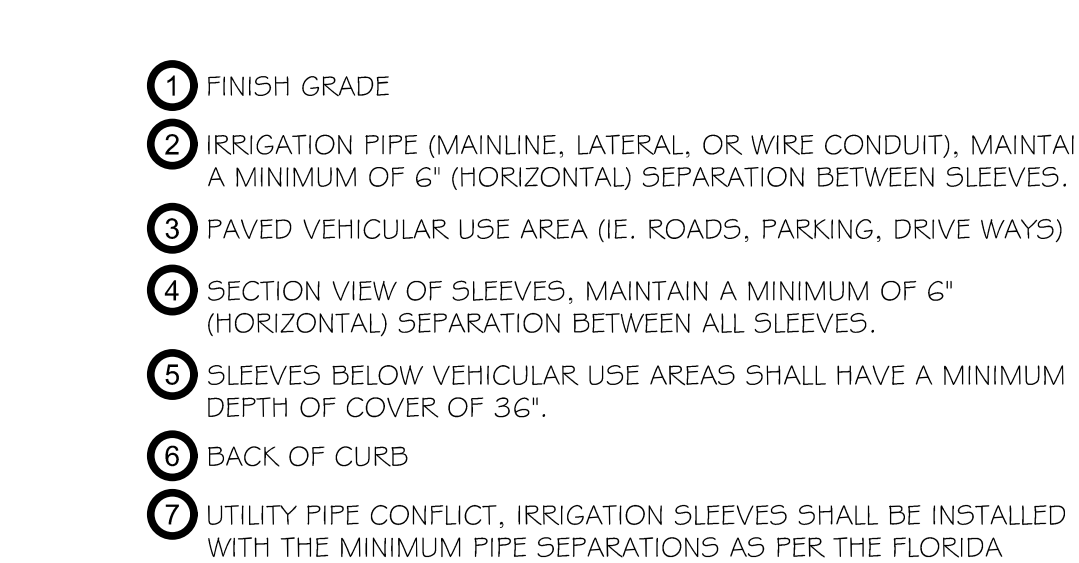 1 FINISH GRADE
2 IRRIGATION PIPE (MAINLINE, LATERAL, OR WIRE CONDUIT), MAINTAI
A MINIMUM OF 6" (HORIZONTAL) SEPARATION BETWEEN SLEEVES.
3 PAVED VEHICULAR USE AREA (IE. ROADS, PARKING, DRIVE WAYS)
4 SECTION VIEW OF SLEEVES, MAINTAIN A MINIMUM OF 6"
(HORIZONTAL) SEPARATION BETWEEN ALL SLEEVES.
5 SLEEVES BELOW VEHICULAR USE AREAS SHALL HAVE A MINIMUM
DEPTH OF COVER OF 36".
6 BACK OF CURB
7 UTILITY PIPE CONFLICT, IRRIGATION SLEEVES SHALL BE INSTALLED
WITH THE MINIMUM PIPE SEPARATIONS AS PER THE FLORIDA